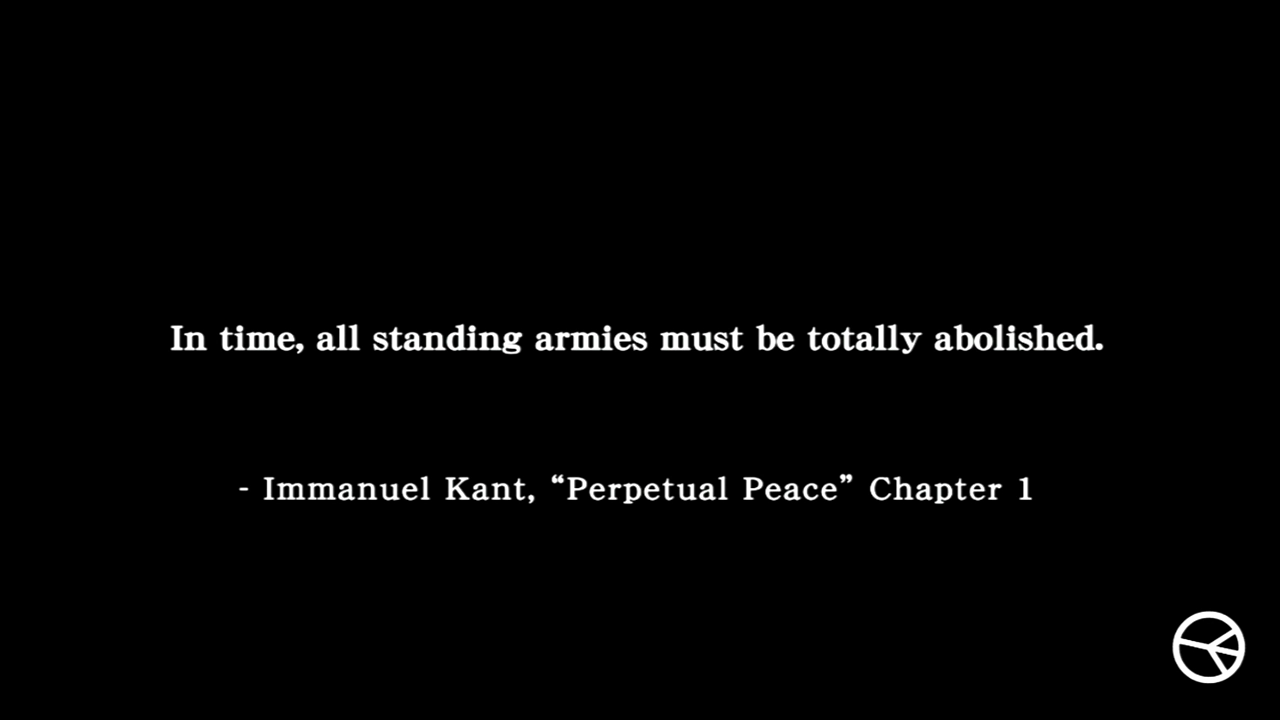 In time, all standing armies must be totally abolished.
- Immanuel Kant, “Perpetual Peace” Chapter 1